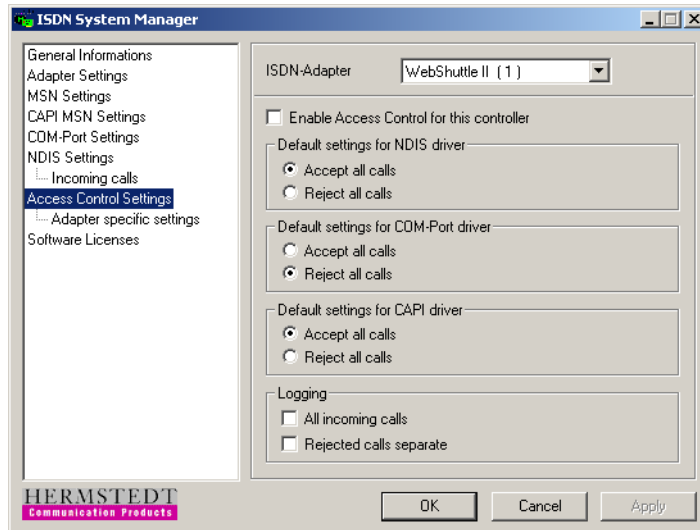 ISDN System Manager
General Informations
Adapter Settings
MSN Settings
CAPI MSN Settings
COM-Port Settings
NDIS Settings
Incoming calls
Access Control Settings
Adapter specific settings
Software Licenses
HERMSTEDT
Communication Products
ISDN-Adapter WebShuttle II ( 1 )
Enable Access Control for this controller
Default settings for NDIS driver
Accept all calls
Reject all calls
Default settings for COM-Port driver
Accept all calls
Reject all calls
Default settings for CAPI driver
Accept all calls
Reject all calls
Logging
All incoming calls
Rejected calls separate
OK Cancel Apply